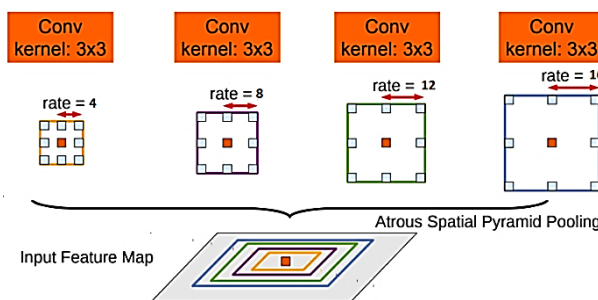 Conv
kernel: 3x3
Conv
kernel: 3x3
Conv
kernel: 3x3
Conv
kernel: 3x3
rate = 4
rate = 8
rate = 12
rate =
Atrous Spatial Pyramid Pooling
Input Feature Map